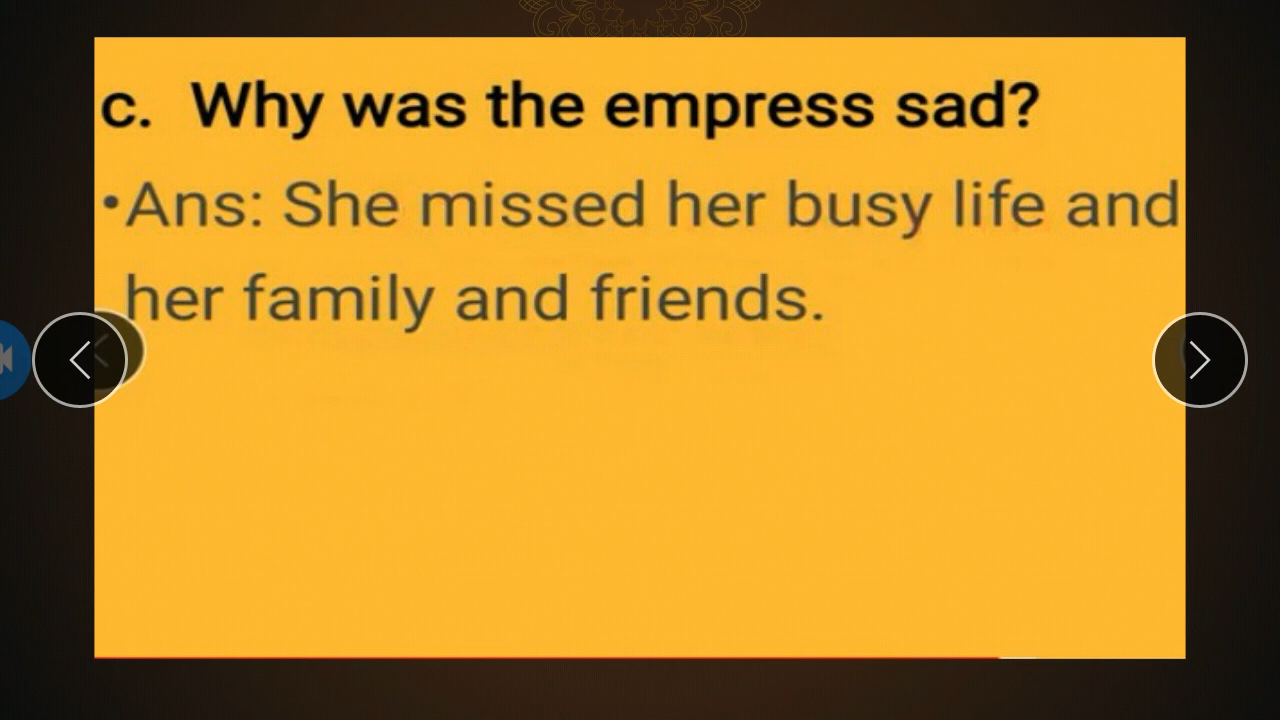 c. Why was the empress sad?
•Ans: She missed her busy life and
her family and friends.